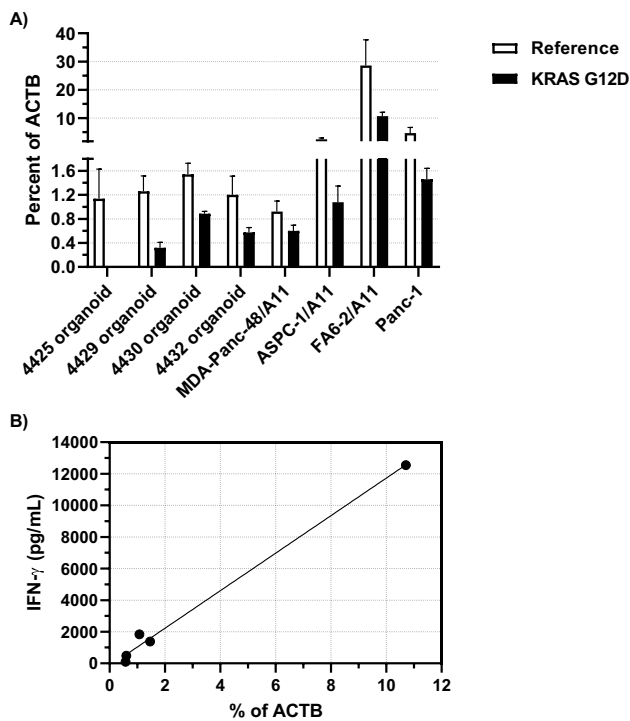 A)
Percent of ACTB
40
30
20
10
1.6
1.2
0.8
0.4
0.0
4425 organoid
4429 organoid
4430 organoid
4432 organoid
MDA-Panc-48/A11
ASPC-1/A11
FA6-2/A11
Panc-1
Reference
KRAS G12D
B)
IFN-γ (pg/mL)
14000
12000
10000
8000
6000
4000
2000
0
0 2 4 6 8 10 12
% of ACTB